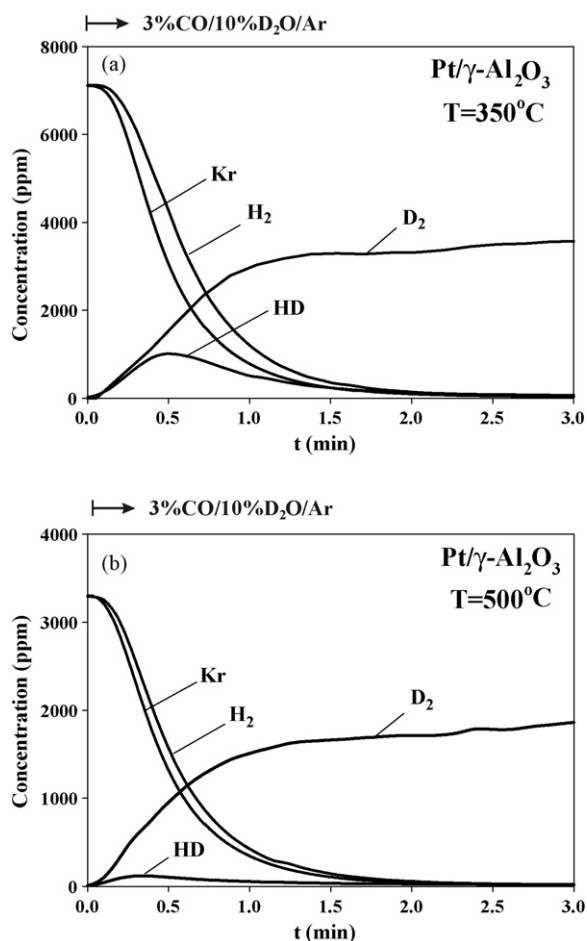 3%CO/10%D₂O/Ar
(a)
Pt/γ-Al₂O₃
T=350°C
8000
6000
4000
2000
0
Concentration (ppm)
Kr
H₂
D₂
HD
0.0 0.5 1.0 1.5 2.0 2.5 3.0
t (min)
3%CO/10%D₂O/Ar
(b)
Pt/γ-Al₂O₃
T=500°C
4000
3000
2000
1000
0
Concentration (ppm)
Kr
H₂
D₂
HD
0.0 0.5 1.0 1.5 2.0 2.5 3.0
t (min)